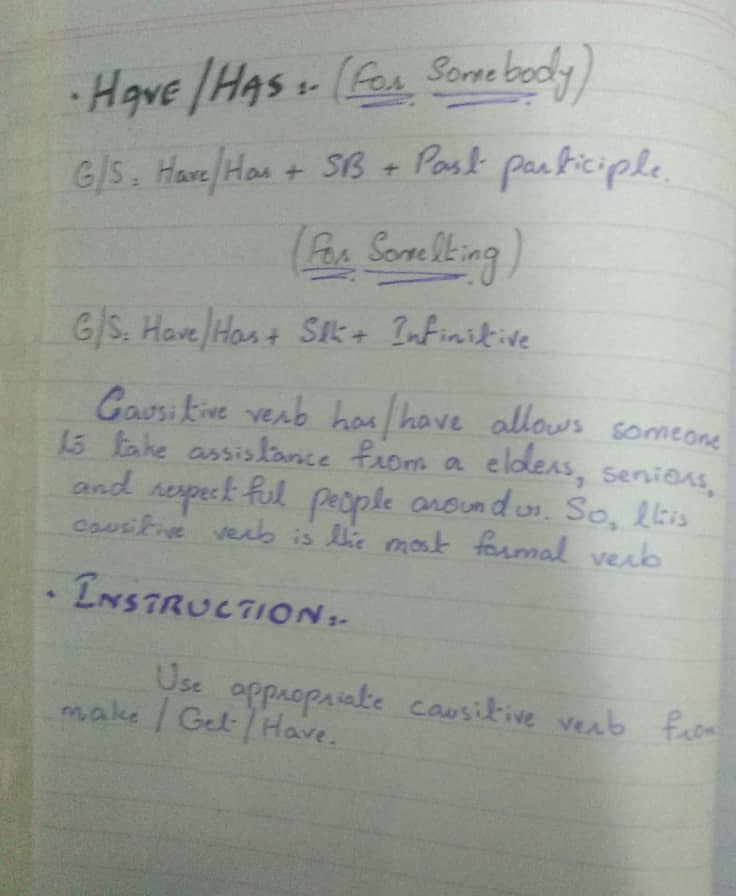 • HAVE / HAS :- (For Somebody)
G/S: Have/Has + SB + Past participle.
(For Something)
G/S: Have/Has + Sth + Infinitive
Causitive verb has/have allows someone
to take assistance from a elders, seniors,
and respectful people around us. So, this
causitive verb is the most formal verb
• INSTRUCTION:-
Use appropriate causitive verb from
make / Get / Have.